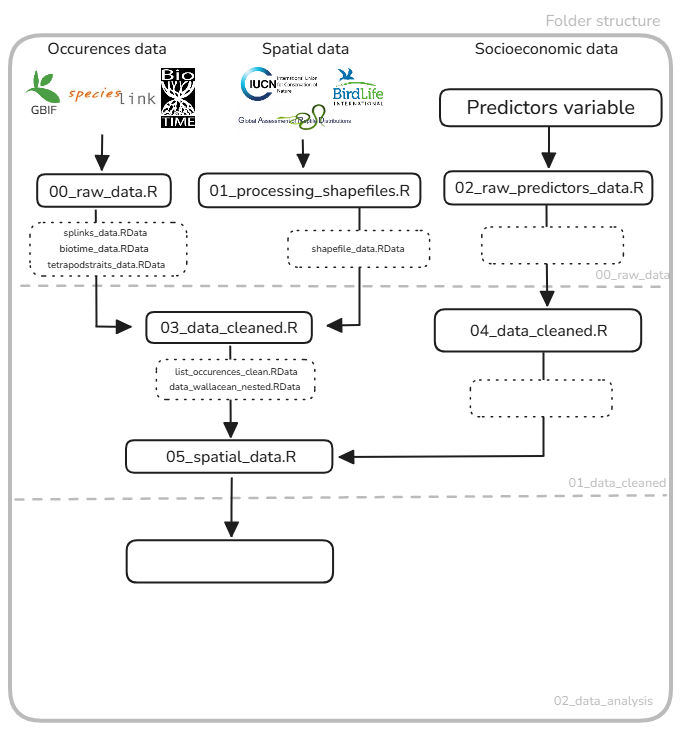 Folder structure
Occurences data
Spatial data
Socioeconomic data
GBIF
species link
Bio
TIME
IUCN
International Union
for Conservation of
Nature
BirdLife
INTERNATIONAL
Global Assessment of Reptile Distributions
Predictors variable
00_raw_data.R
01_processing_shapefiles.R
02_raw_predictors_data.R
splinks_data.RData
biotime_data.RData
tetrapodstraits_data.RData
shapefile_data.RData
00_raw_data
03_data_cleaned.R
04_data_cleaned.R
list_occurences_clean.RData
data_wallacean_nested.RData
05_spatial_data.R
01_data_cleaned
02_data_analysis